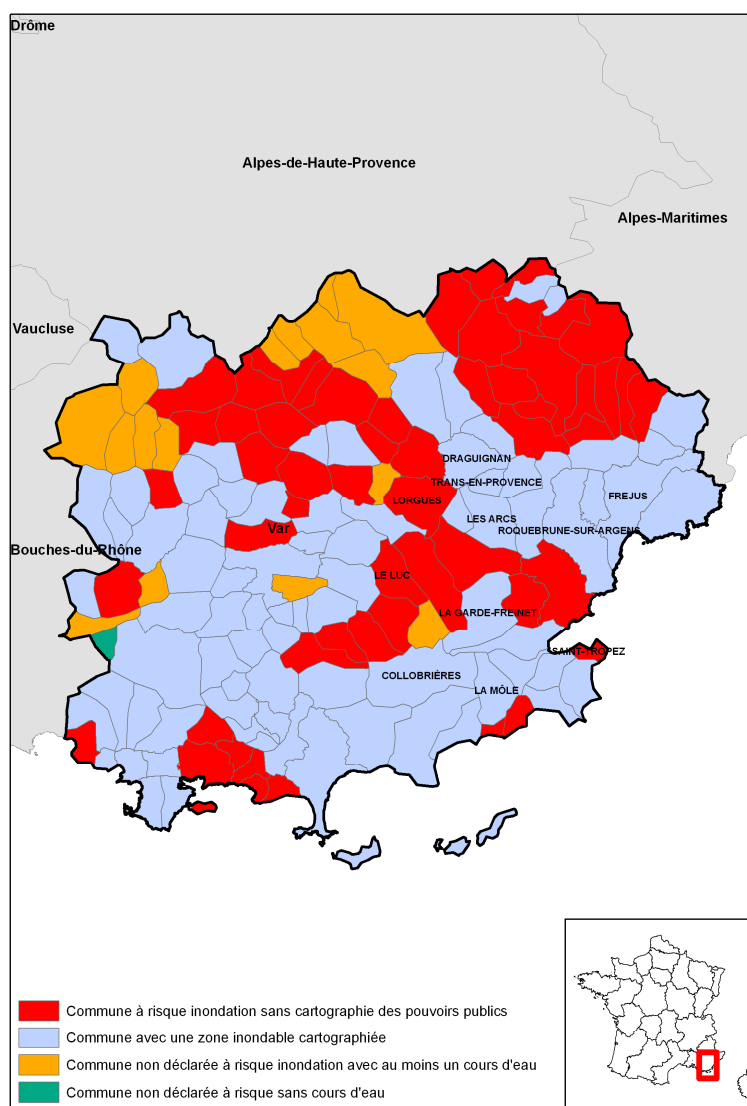 Drôme
Alpes-de-Haute-Provence
Alpes-Maritimes
Vaucluse
DRAGUIGNAN
TRANS-EN-PROVENCE
LORGUES
FREJUS
LES ARCS
Var
ROQUEBRUNE-SUR-ARGENS
Bouches-du-Rhône
LE LUC
LA GARDE-FREINET
SAINT-TROPEZ
COLLOBRIÈRES
LA MÔLE
Commune à risque inondation sans cartographie des pouvoirs publics
Commune avec une zone inondable cartographiée
Commune non déclarée à risque inondation avec au moins un cours d'eau
Commune non déclarée à risque sans cours d'eau